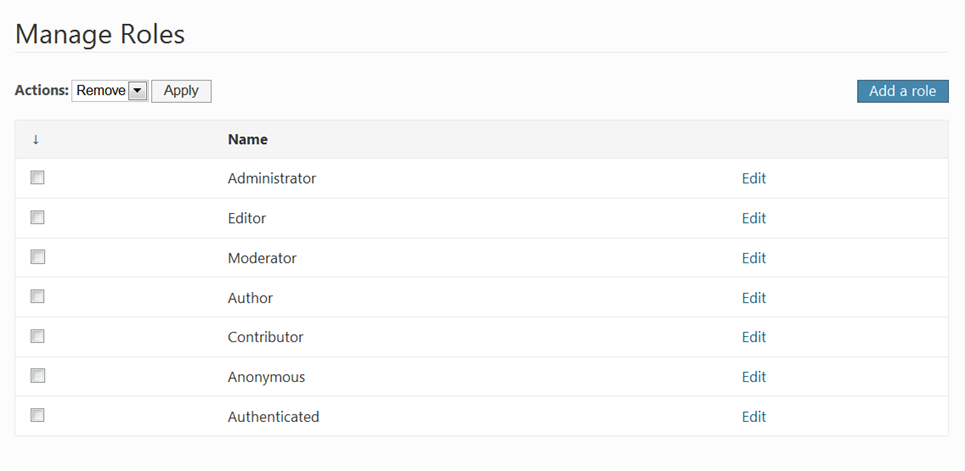 Manage Roles
Actions: Remove Apply Add a role
↓ Name
Administrator Edit
Editor Edit
Moderator Edit
Author Edit
Contributor Edit
Anonymous Edit
Authenticated Edit